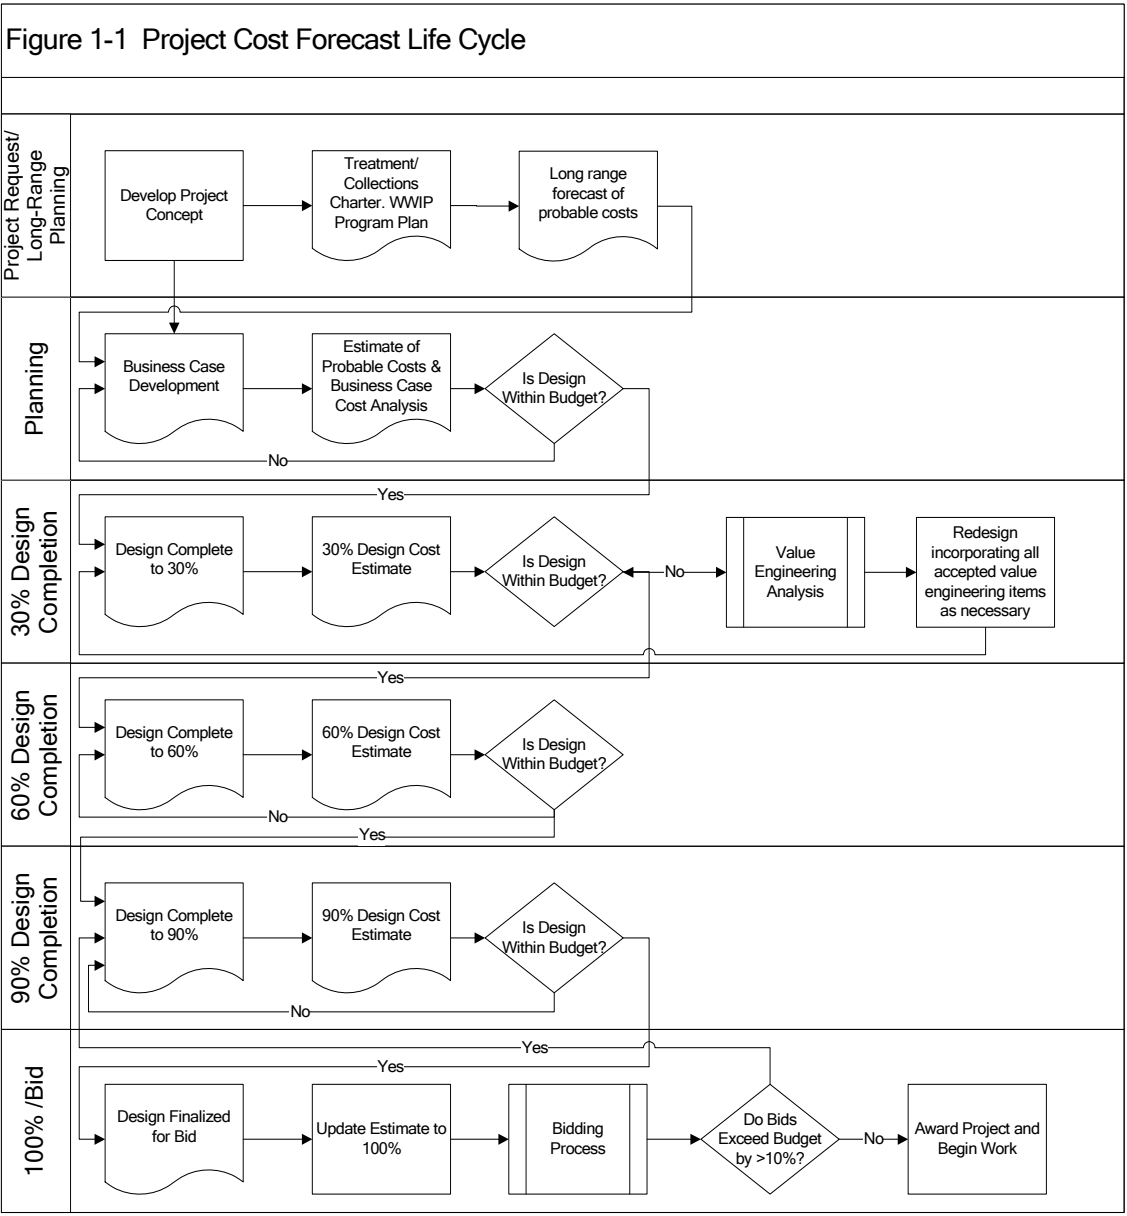 Figure 1-1  Project Cost Forecast Life Cycle
Project Request/
Long-Range
Planning
Develop Project
Concept
Treatment/
Collections
Charter. WWIP
Program Plan
Long range
forecast of
probable costs
Planning
Business Case
Development
Estimate of
Probable Costs &
Business Case
Cost Analysis
Is Design
Within Budget?
No
Yes
30% Design
Completion
Design Complete
to 30%
30% Design Cost
Estimate
Is Design
Within Budget?
No
Value
Engineering
Analysis
Redesign
incorporating all
accepted value
engineering items
as necessary
Yes
60% Design
Completion
Design Complete
to 60%
60% Design Cost
Estimate
Is Design
Within Budget?
No
Yes
90% Design
Completion
Design Complete
to 90%
90% Design Cost
Estimate
Is Design
Within Budget?
No
Yes
Yes
100% /Bid
Design Finalized
for Bid
Update Estimate to
100%
Bidding
Process
Do Bids
Exceed Budget
by >10%?
No
Award Project and
Begin Work